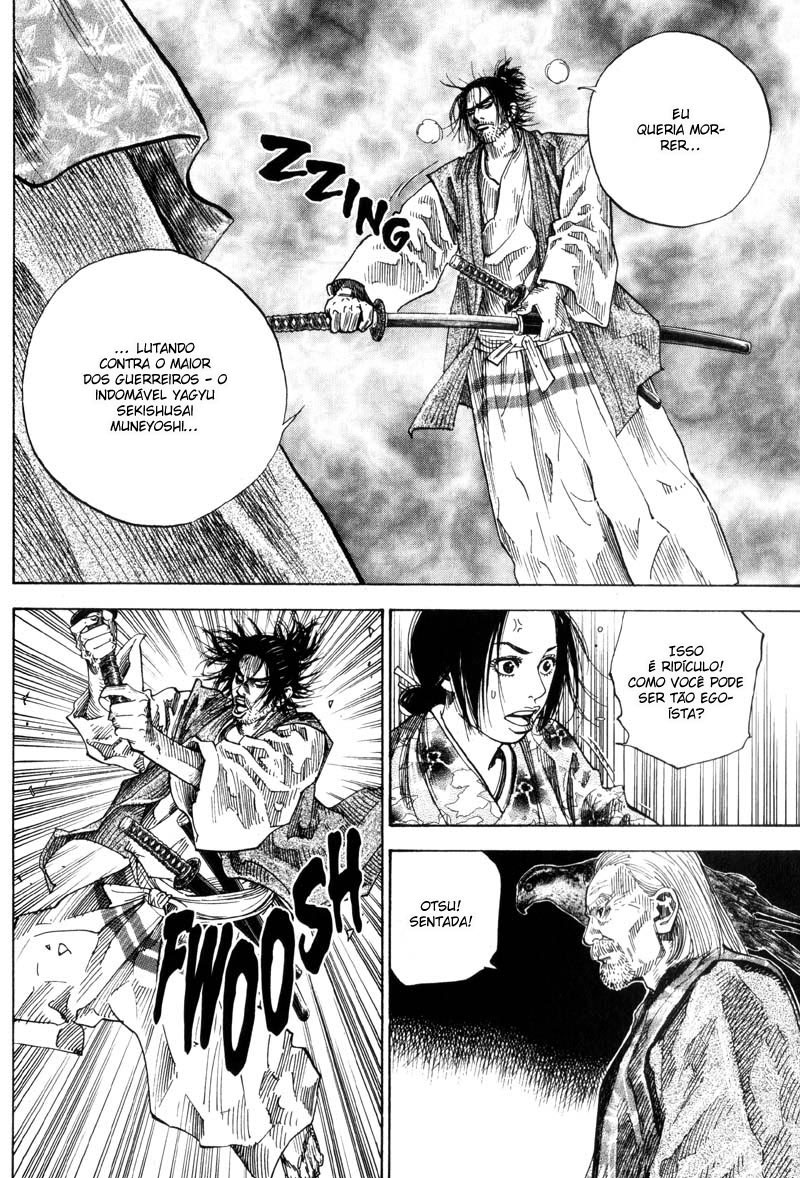 EU
QUERIA MOR-
RER...
ZZING
... LUTANDO
CONTRA O MAIOR
DOS GUERREIROS - O
INDOMÁVEL YAGYU
SEKISHUSAI
MUNEYOSHI...
ISSO
É RIDÍCULO!
COMO VOCÊ PODE
SER TÃO EGO-
ÍSTA?
OTSU!
SENTADA!
FWOOSH